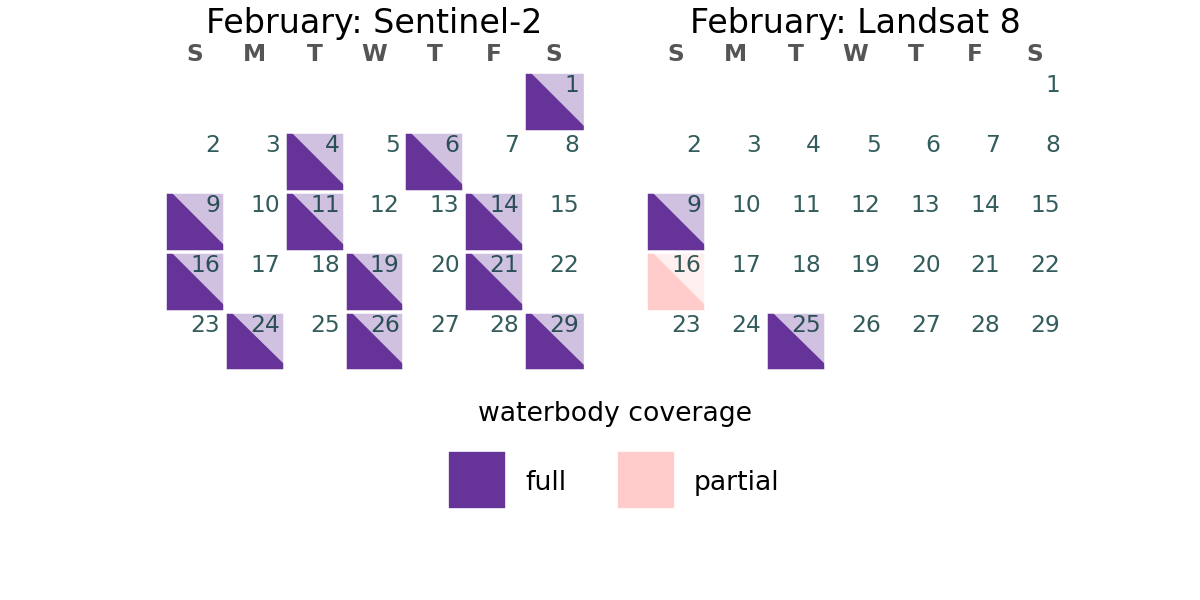 February: Sentinel-2
S M T W T F S
1
2 3 4 5 6 7 8
9 10 11 12 13 14 15
16 17 18 19 20 21 22
23 24 25 26 27 28 29
February: Landsat 8
S M T W T F S
1
2 3 4 5 6 7 8
9 10 11 12 13 14 15
16 17 18 19 20 21 22
23 24 25 26 27 28 29
waterbody coverage
full partial